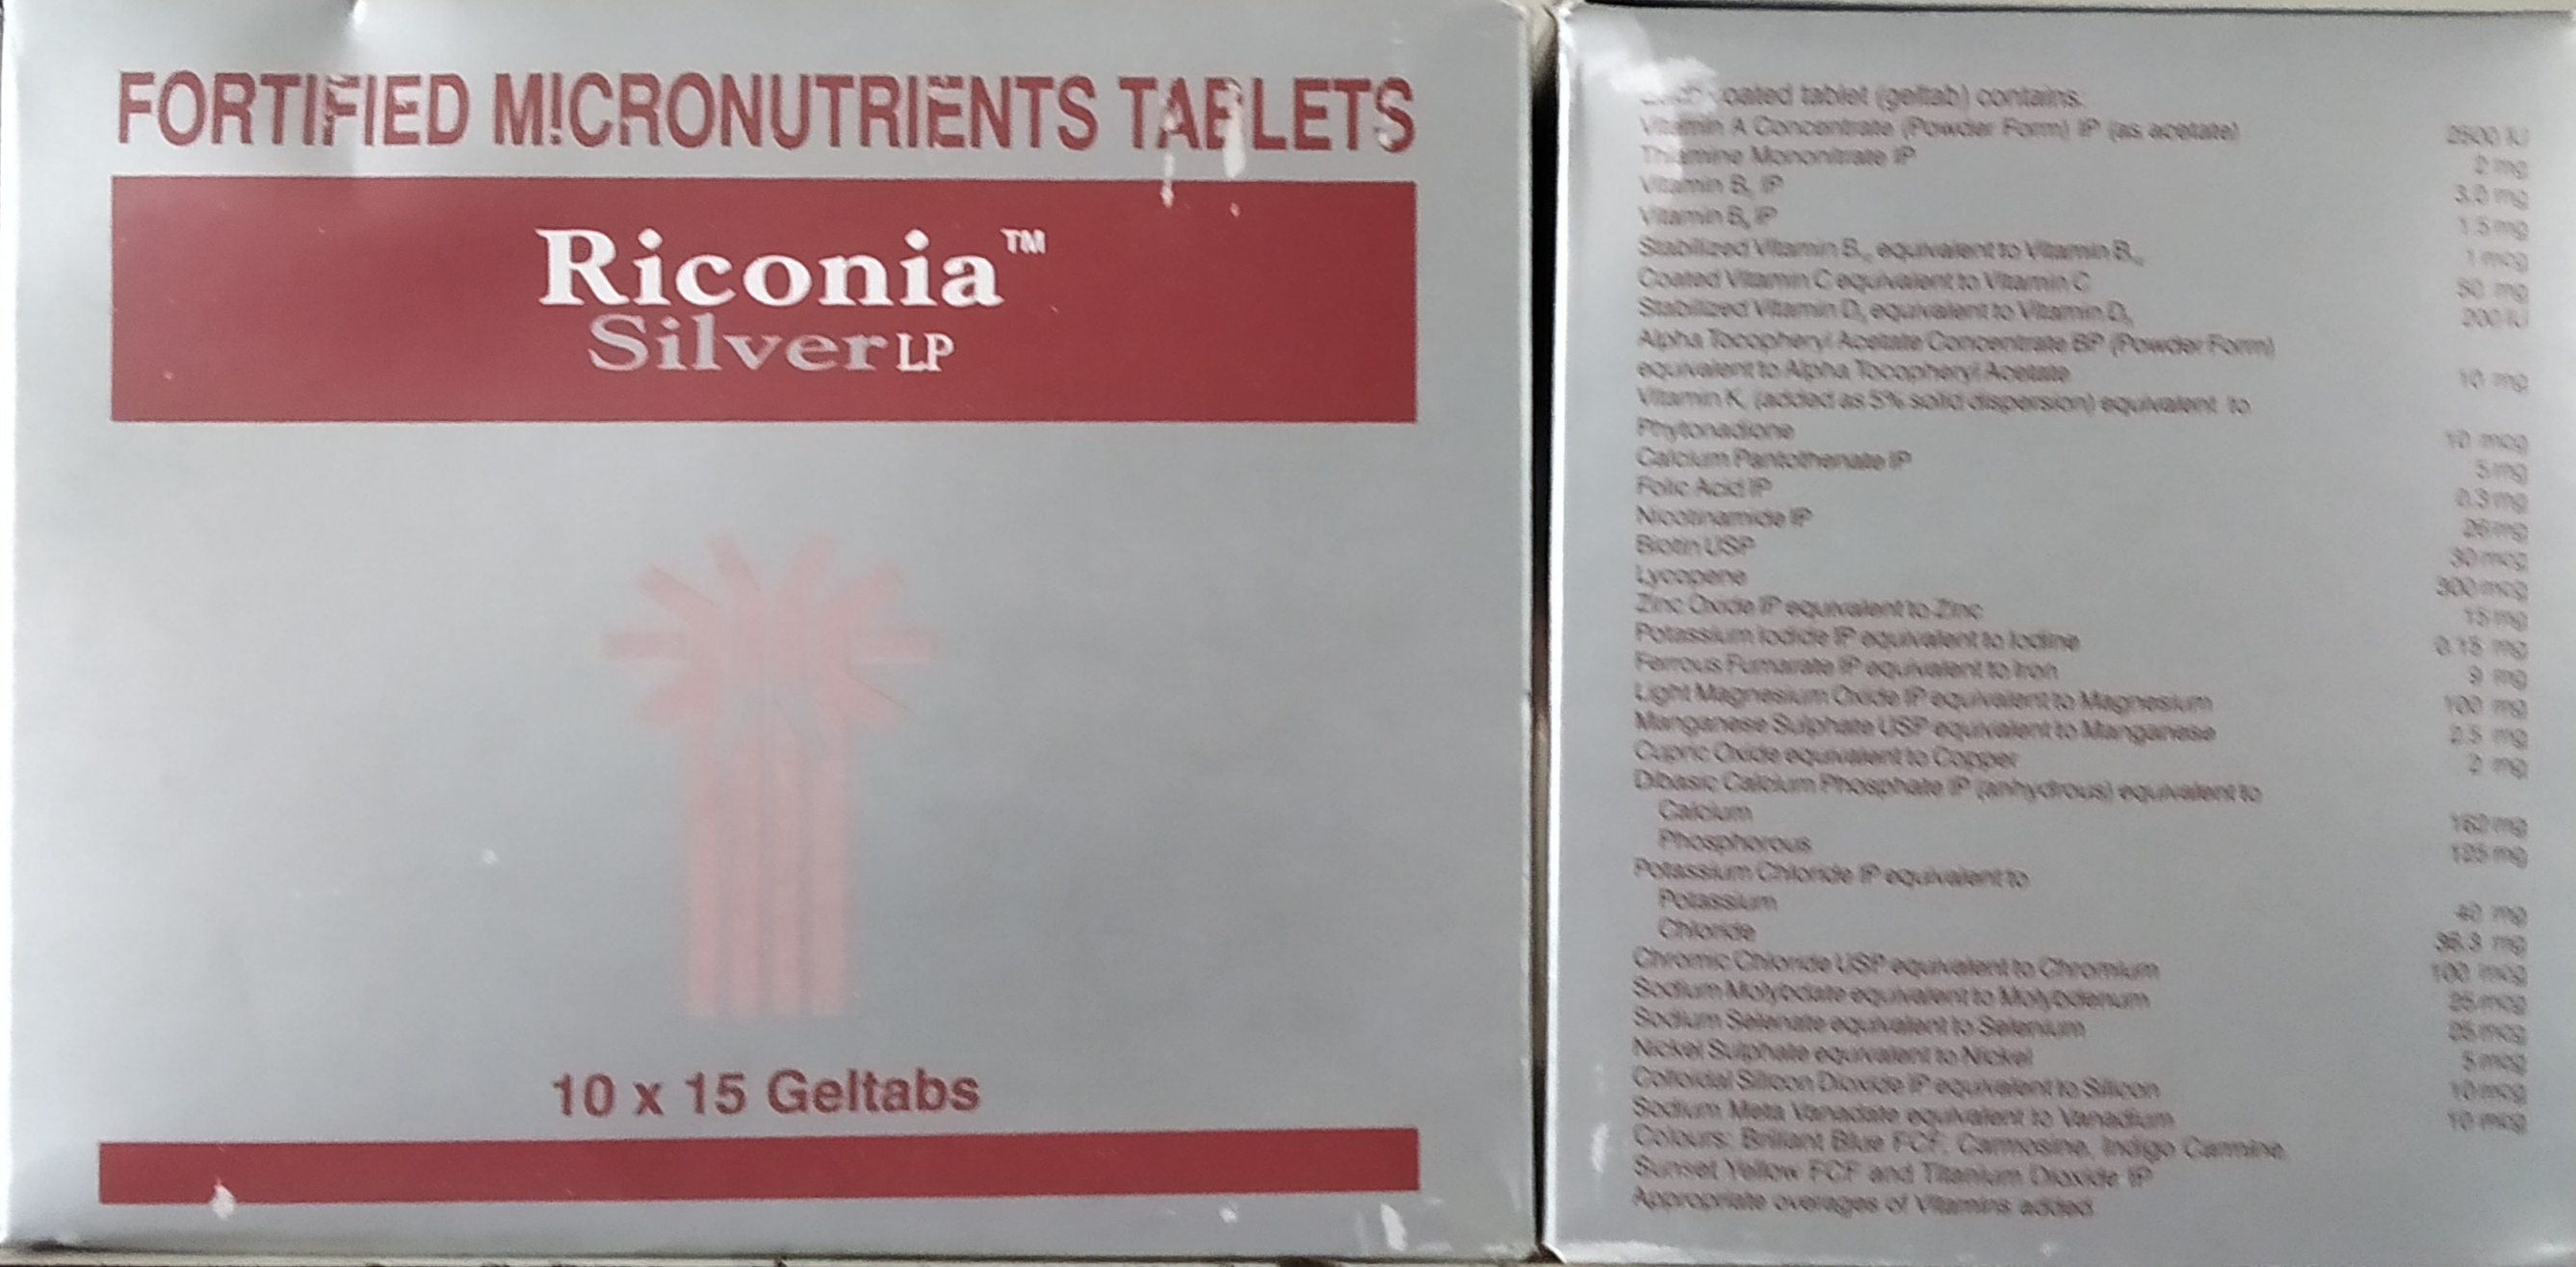 FORTIFIED MICRONUTRIENTS TABLETS
Riconia™
Silver LP
10 x 15 Geltabs
coated tablet (geltab) contains:
Vitamin A Concentrate (Powder Form) IP (as acetate) 2500 IU
Thiamine Mononitrate IP 2 mg
Vitamin B IP 3.0 mg
Vitamin B IP 1.5 mg
Stabilized Vitamin B equivalent to Vitamin B 1 mcg
Coated Vitamin C equivalent to Vitamin C 50 mg
Stabilized Vitamin D equivalent to Vitamin D 200 IU
Alpha Tocopheryl Acetate Concentrate BP (Powder Form)
equivalent to Alpha Tocopheryl Acetate 10 mg
Vitamin K (added as 5% solid dispersion) equivalent to
Phytonadione 10 mcg
Calcium Pantothenate IP 5 mg
Folic Acid IP 0.3 mg
Nicotinamide IP 26 mg
Biotin USP 30 mcg
Lycopene mcg
Zinc Oxide IP equivalent to Zinc 15 mg
Potassium Iodide IP equivalent to Iodine 0.15 mg
Ferrous Fumarate IP equivalent to Iron 9 mg
Light Magnesium Oxide IP equivalent to Magnesium 100 mg
Manganese Sulphate USP equivalent to Manganese 2.5 mg
Cupric Oxide equivalent to Copper 2 mg
Dibasic Calcium Phosphate IP (anhydrous) equivalent to
Calcium 162 mg
Phosphorous 125 mg
Potassium Chloride IP equivalent to
Potassium 40 mg
Chloride 36.3 mg
Chromic Chloride USP equivalent to Chromium 100 mcg
Sodium Molybdate equivalent to Molybdenum 25 mcg
Sodium Selenate equivalent to Selenium 25 mcg
Nickel Sulphate equivalent to Nickel 5 mcg
Colloidal Silicon Dioxide IP equivalent to Silicon 10 mcg
Sodium Meta Vanadate equivalent to Vanadium 10 mcg
Colours: Brilliant Blue FCF, Carmosine, Indigo Carmine,
Sunset Yellow FCF and Titanium Dioxide IP
Appropriate overages of Vitamins added